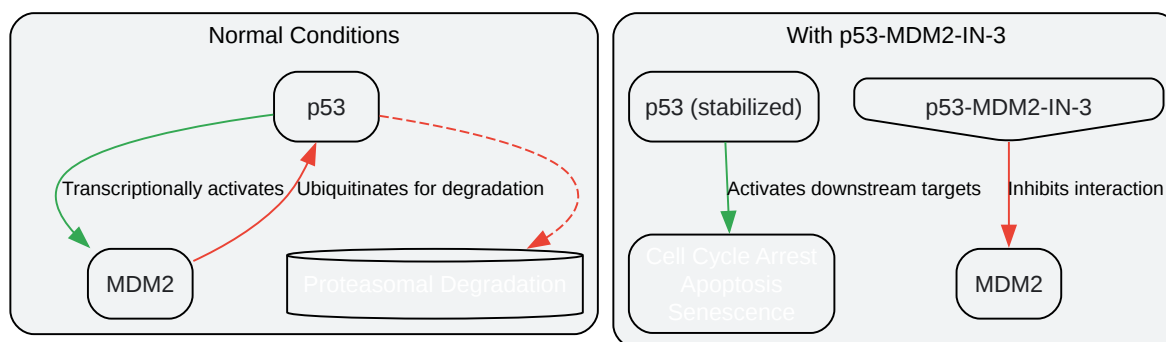 Normal Conditions
p53
Transcriptionally activates
Ubiquitinates for degradation
MDM2
Proteasomal Degradation
With p53-MDM2-IN-3
p53 (stabilized)
p53-MDM2-IN-3
Activates downstream targets
Inhibits interaction
Cell Cycle Arrest
Apoptosis
Senescence
MDM2